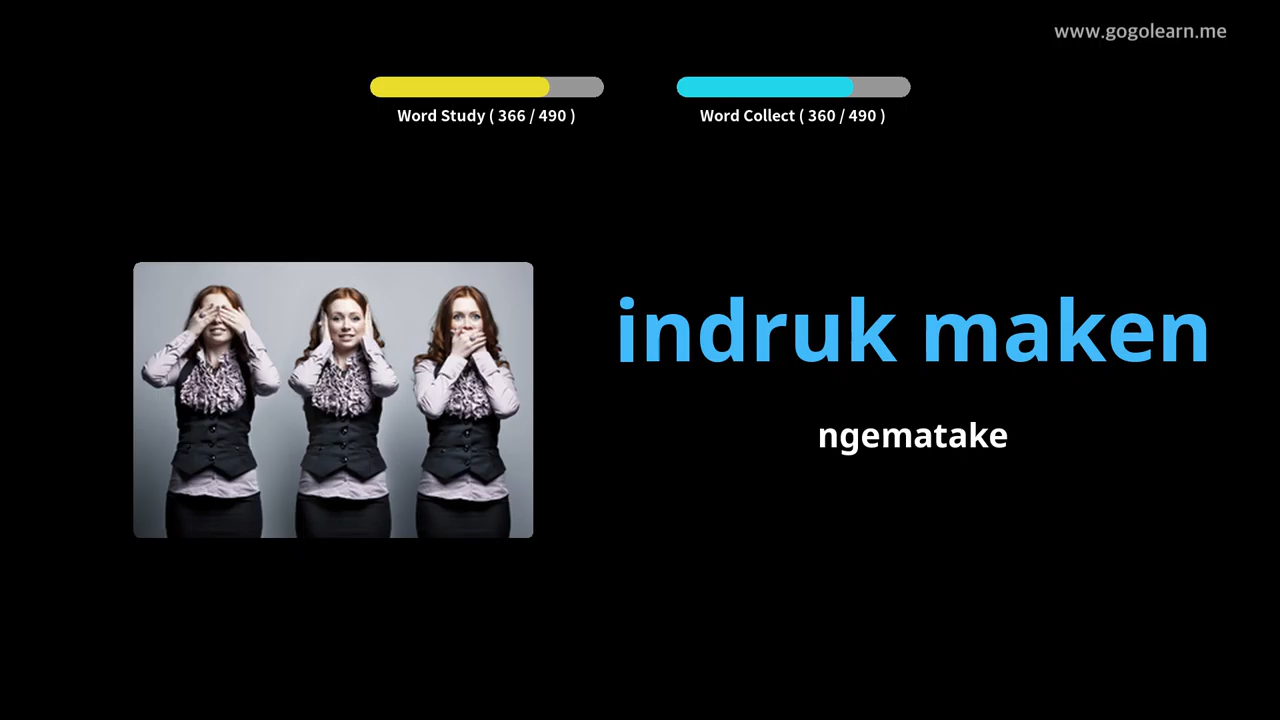 www.gogolearn.me
Word Study ( 366 / 490 )
Word Collect ( 360 / 490 )
indruk maken
ngematake